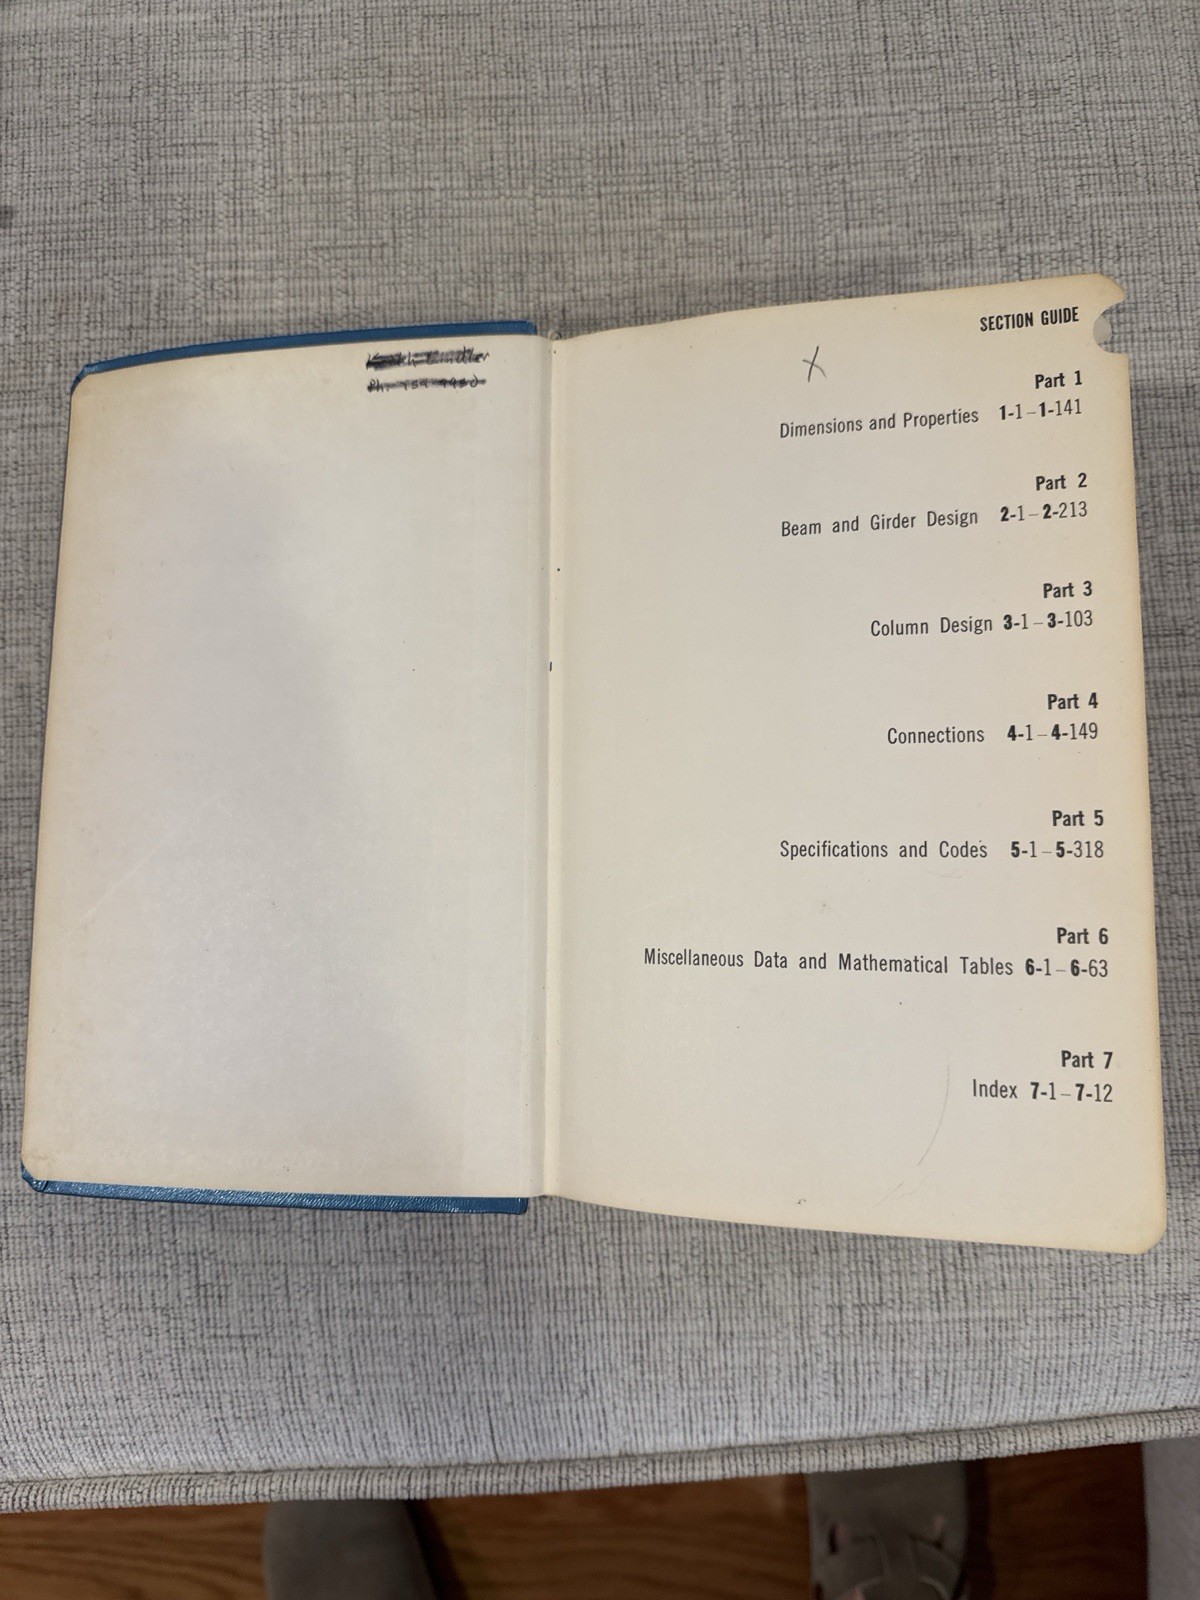 SECTION GUIDE
Part 1
Dimensions and Properties 1-1–1-141
Part 2
Beam and Girder Design 2-1–2-213
Part 3
Column Design 3-1–3-103
Part 4
Connections 4-1–4-149
Part 5
Specifications and Codes 5-1–5-318
Part 6
Miscellaneous Data and Mathematical Tables 6-1–6-63
Part 7
Index 7-1–7-12